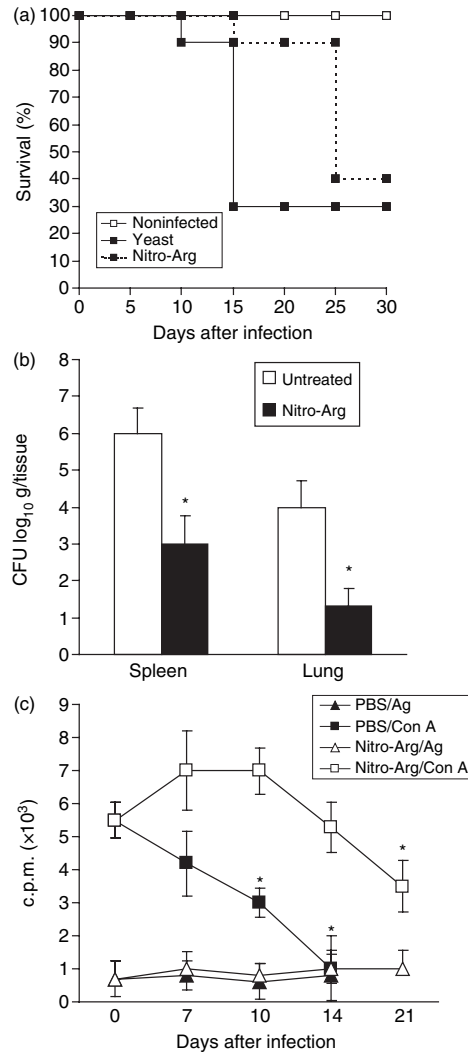 (a)
100
90
80
70
60
50
40
30
20
10
0
Survival (%)
Noninfected
Yeast
Nitro-Arg
0 5 10 15 20 25 30
Days after infection
(b)
8
7
6
5
4
3
2
1
0
CFU log10 g/tissue
Untreated
Nitro-Arg
*
*
Spleen Lung
(c)
9
8
7
6
5
4
3
2
1
0
c.p.m. (×10³)
PBS/Ag
PBS/Con A
Nitro-Arg/Ag
Nitro-Arg/Con A
*
*
*
0 7 10 14 21
Days after infection